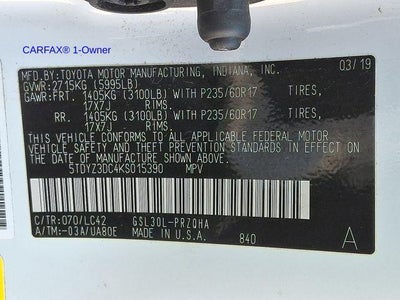 CARFAX® 1-Owner
MFD. BY: TOYOTA MOTOR MANUFACTURING, INDIANA, INC. 03/19
GVWR: 2715KG (5995LB)
GAWR: FRT. 1405KG (3100LB) WITH P235/60R17 TIRES,
17X7J RIMS.
RR. 1405KG (3100LB) WITH P235/60R17 TIRES,
17X7J RIMS.
THIS VEHICLE CONFORMS TO ALL APPLICABLE FEDERAL MOTOR
VEHICLE SAFETY, BUMPER, AND THEFT PREVENTION STANDARDS
IN EFFECT ON THE DATE OF MANUFACTURE SHOWN ABOVE.
5TDYZ3DC4KS015390 MPV
C/TR: 070/LC42 GSL30L-PRZQHA
A/TM: -03A/UA80E MADE IN U.S.A. 840 A